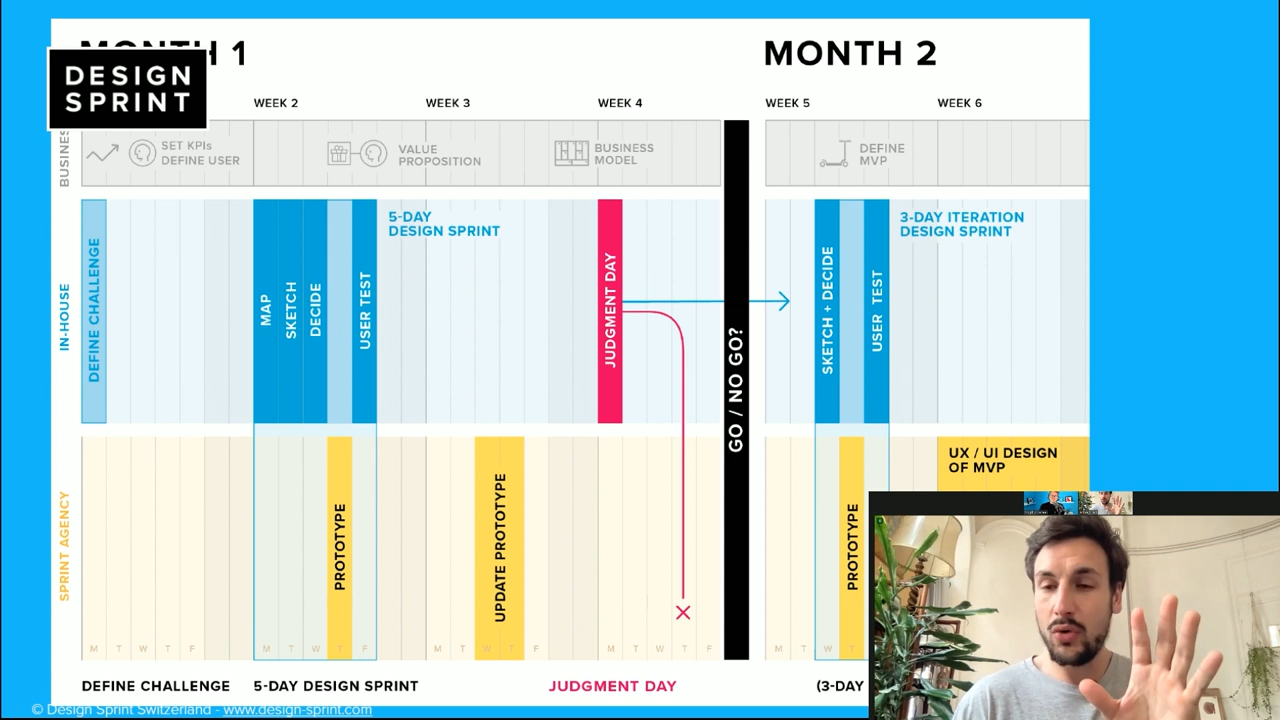 MONTH 1
MONTH 2
DESIGN
SPRINT
WEEK 2
WEEK 3
WEEK 4
WEEK 5
WEEK 6
BUSINESS
SET KPIs
DEFINE USER
VALUE
PROPOSITION
BUSINESS
MODEL
DEFINE
MVP
IN-HOUSE
DEFINE CHALLENGE
MAP
SKETCH
DECIDE
USER TEST
5-DAY
DESIGN SPRINT
JUDGMENT DAY
GO / NO GO?
SKETCH + DECIDE
USER TEST
3-DAY ITERATION
DESIGN SPRINT
SPRINT AGENCY
PROTOTYPE
UPDATE PROTOTYPE
PROTOTYPE
UX / UI DESIGN
OF MVP
M T W T F M T W T F M T W T F M T W T F M T W T
DEFINE CHALLENGE
5-DAY DESIGN SPRINT
JUDGMENT DAY
(3-DAY
© Design Sprint Switzerland - www.design-sprint.com